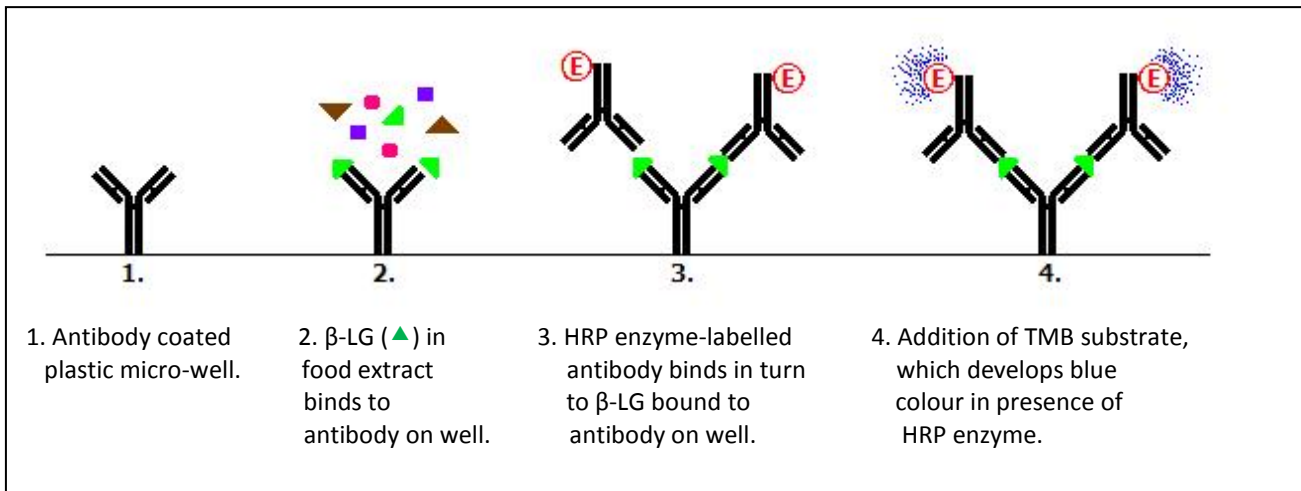 E
E
E
E
1.
2.
3.
4.
1. Antibody coated
plastic micro-well.
2. β-LG (▲) in
food extract
binds to
antibody on well.
3. HRP enzyme-labelled
antibody binds in turn
to β-LG bound to
antibody on well.
4. Addition of TMB substrate,
which develops blue
colour in presence of
HRP enzyme.